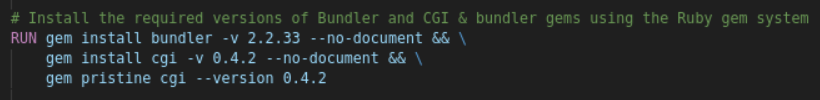 # Install the required versions of Bundler and CGI & bundler gems using the Ruby gem system
RUN gem install bundler -v 2.2.33 --no-document && \
    gem install cgi -v 0.4.2 --no-document && \
    gem pristine cgi --version 0.4.2